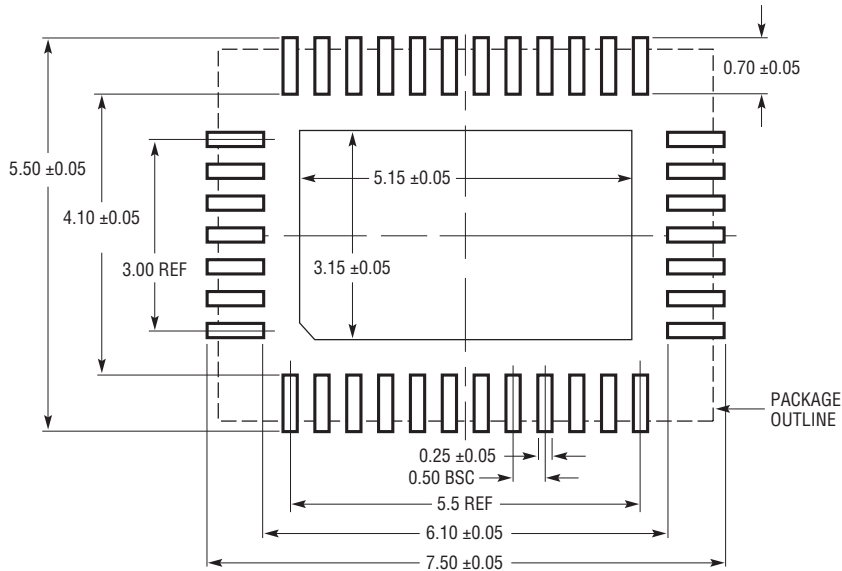 0.70 ±0.05
5.50 ±0.05
5.15 ±0.05
4.10 ±0.05
3.00 REF
3.15 ±0.05
PACKAGE
OUTLINE
0.25 ±0.05
0.50 BSC
5.5 REF
6.10 ±0.05
7.50 ±0.05